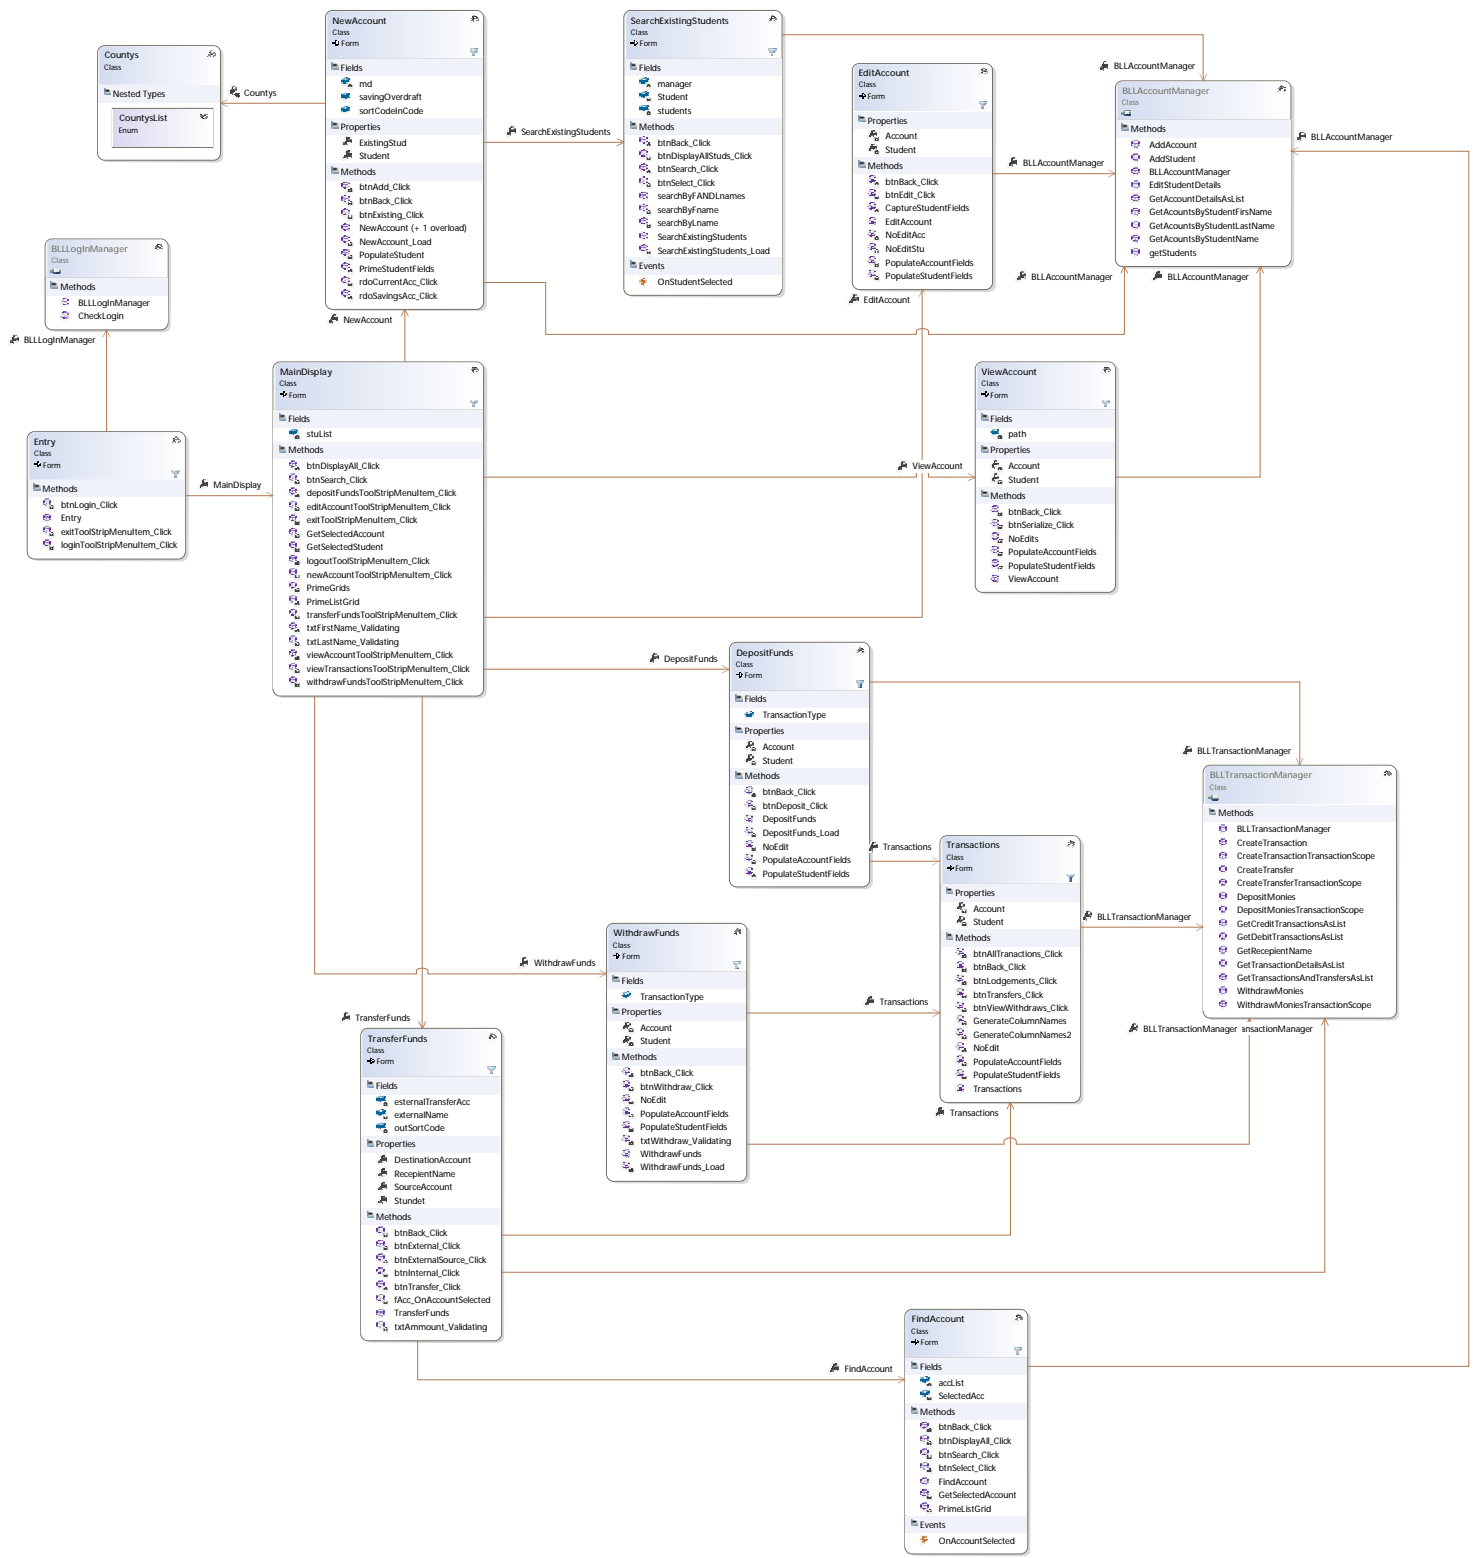 NewAccount
Class
Form
Fields
md
savingOverdraft
sortCodeInCode
Properties
ExistingStud
Student
Methods
btnAdd_Click
btnBack_Click
btnExisting_Click
NewAccount (+ 1 overload)
NewAccount_Load
PopulateStudent
PrimeStudentFields
rdoCurrentAcc_Click
rdoSavingsAcc_Click
SearchExistingStudents
Class
Form
Fields
manager
Student
students
Methods
btnBack_Click
btnDisplayAllStuds_Click
btnSearch_Click
btnSelect_Click
searchByFANDLnames
searchByFname
searchByLname
SearchExistingStudents
SearchExistingStudents_Load
Events
OnStudentSelected
Countys
Class
Nested Types
CountysList
Enum
Countys
SearchExistingStudents
EditAccount
Class
Form
Properties
Account
Student
Methods
btnBack_Click
btnEdit_Click
CaptureStudentFields
EditAccount
NoEditAcc
NoEditStu
PopulateAccountFields
PopulateStudentFields
BLLAccountManager
BLLAccountManager
Class
Methods
AddAccount
AddStudent
BLLAccountManager
EditStudentDetails
GetAccountDetailsAsList
GetAccountsByStudentFirsName
GetAcountsByStudentLastName
GetAcountsByStudentName
getStudents
BLLAccountManager
BLLAccountManager
BLLAccountManager
BLLAccountManager
EditAccount
BLLLogInManager
Class
Methods
BLLLogInManager
CheckLogin
BLLLogInManager
NewAccount
Entry
Class
Form
Methods
btnLogin_Click
Entry
exitToolStripMenuItem_Click
loginToolStripMenuItem_Click
MainDisplay
MainDisplay
Class
Form
Fields
stuList
Methods
btnDisplayAll_Click
btnSearch_Click
depositFundsToolStripMenuItem_Click
editAccountToolStripMenuItem_Click
exitToolStripMenuItem_Click
GetSelectedAccount
GetSelectedStudent
logoutToolStripMenuItem_Click
newAccountToolStripMenuItem_Click
PrimeGrids
PrimeListGrid
transferFundsToolStripMenuItem_Click
txtFirstName_Validating
txtLastName_Validating
viewAccountToolStripMenuItem_Click
viewTransactionsToolStripMenuItem_Click
withdrawFundsToolStripMenuItem_Click
ViewAccount
ViewAccount
Class
Form
Fields
path
Properties
Account
Student
Methods
btnBack_Click
btnSerialize_Click
NoEdits
PopulateAccountFields
PopulateStudentFields
ViewAccount
DepositFunds
DepositFunds
Class
Form
Fields
TransactionType
Properties
Account
Student
Methods
btnBack_Click
btnDeposit_Click
DepositFunds
DepositFunds_Load
NoEdit
PopulateAccountFields
PopulateStudentFields
BLLTransactionManager
BLLTransactionManager
Class
Methods
BLLTransactionManager
CreateTransaction
CreateTransactionTransactionScope
CreateTransfer
CreateTransferTransactionScope
DepositMonies
DepositMoniesTransactionScope
GetCreditTransactionsAsList
GetDebitTransactionsAsList
GetRecepientName
GetTransactionDetailsAsList
GetTransactionsAndTransfersAsList
WithdrawMonies
WithdrawMoniesTransactionScope
Transactions
Transactions
Class
Form
Properties
Account
Student
Methods
btnAllTranactions_Click
btnBack_Click
btnLodgements_Click
btnTransfers_Click
btnViewWithdraws_Click
GenerateColumnNames
GenerateColumnNames2
NoEdit
PopulateAccountFields
PopulateStudentFields
Transactions
BLLTransactionManager
BLLTransactionManager
nsactionManager
WithdrawFunds
WithdrawFunds
Class
Form
Fields
TransactionType
Properties
Account
Student
Methods
btnBack_Click
btnWithdraw_Click
NoEdit
PopulateAccountFields
PopulateStudentFields
txtWithdraw_Validating
WithdrawFunds
WithdrawFunds_Load
Transactions
Transactions
TransferFunds
TransferFunds
Class
Form
Fields
esternalTransferAcc
externalName
outSortCode
Properties
DestinationAccount
RecepientName
SourceAccount
Stundet
Methods
btnBack_Click
btnExternal_Click
btnExternalSource_Click
btnInternal_Click
btnTransfer_Click
fAcc_OnAccountSelected
TransferFunds
txtAmmount_Validating
FindAccount
FindAccount
Class
Form
Fields
accList
SelectedAcc
Methods
btnBack_Click
btnDisplayAll_Click
btnSearch_Click
btnSelect_Click
FindAccount
GetSelectedAccount
PrimeListGrid
Events
OnAccountSelected